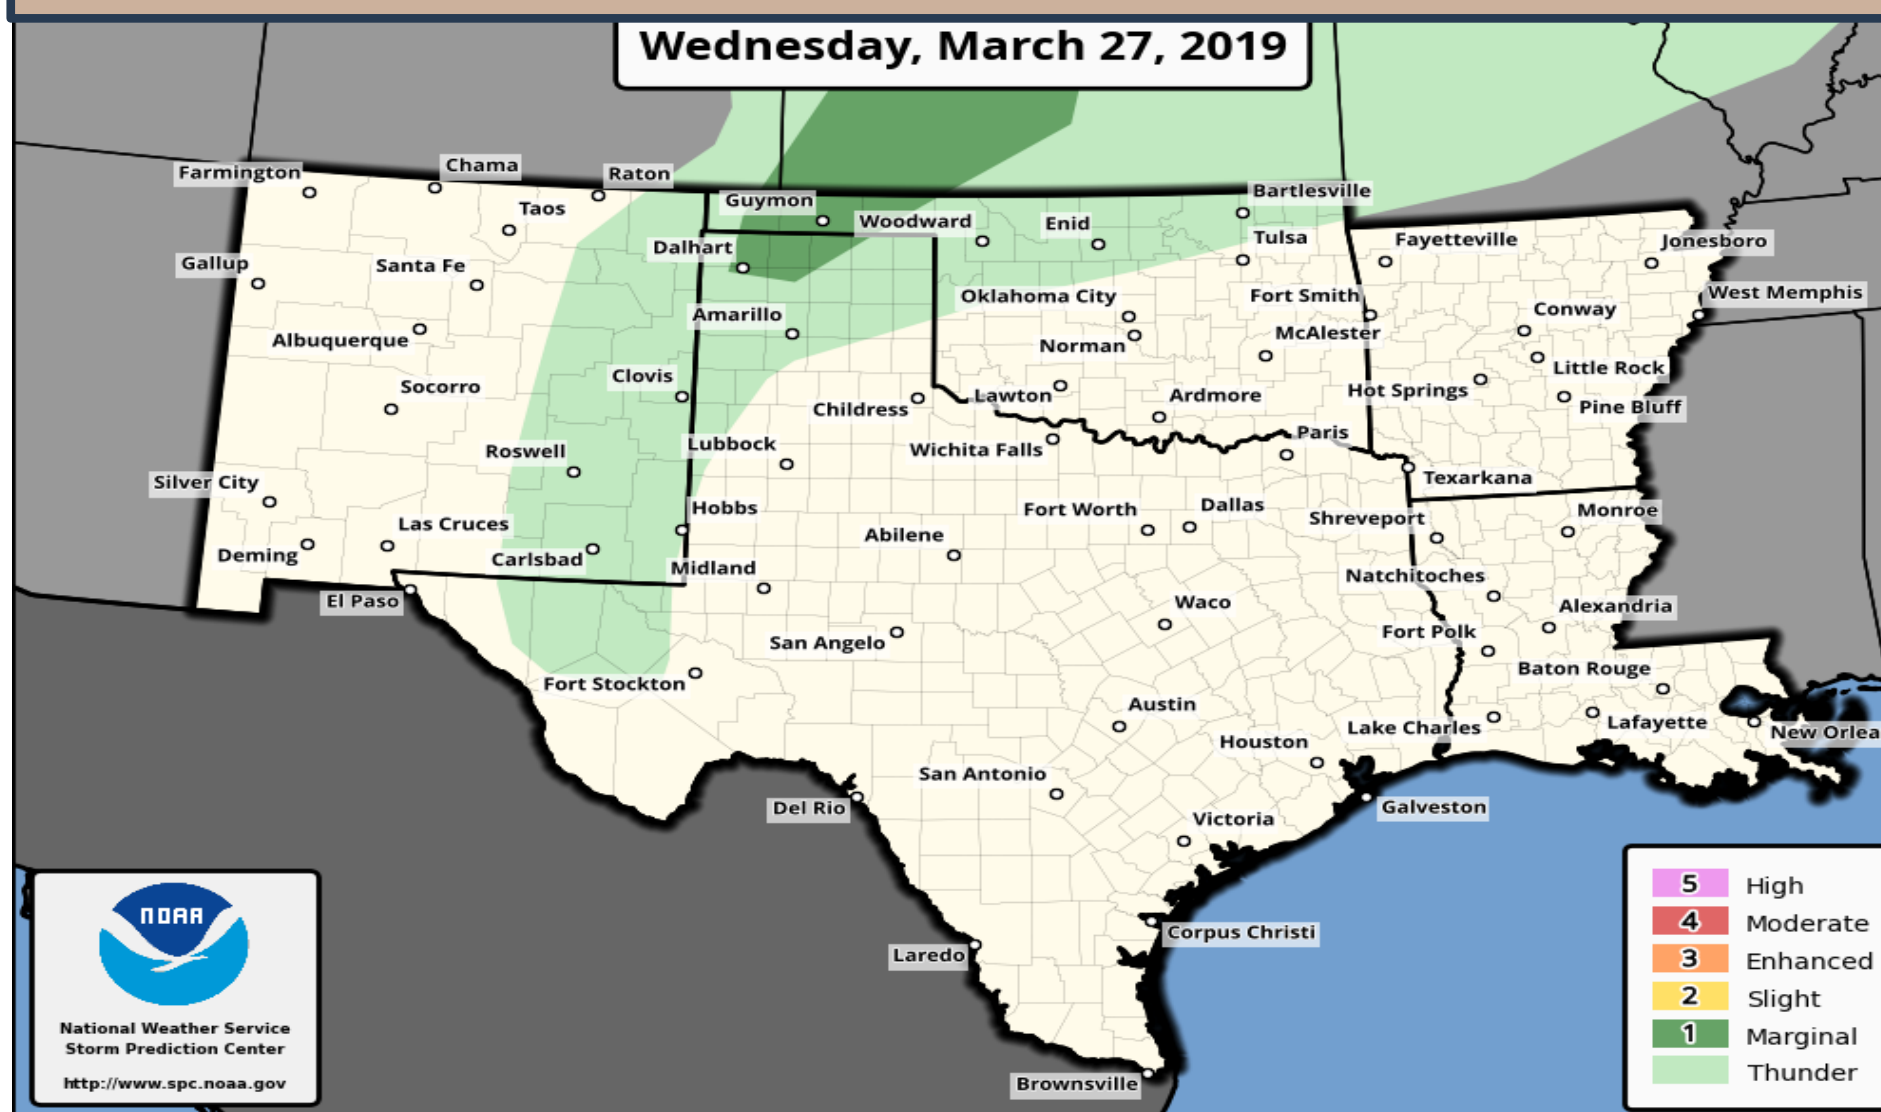 Wednesday, March 27, 2019
Farmington
Chama
Raton
Taos
Guymon
Woodward
Enid
Bartlesville
Tulsa
Dalhart
Gallup
Santa Fe
Fayetteville
Jonesboro
West Memphis
Oklahoma City
Fort Smith
Amarillo
Conway
Albuquerque
Norman
McAlester
Little Rock
Clovis
Socorro
Childress
Lawton
Ardmore
Hot Springs
Pine Bluff
Lubbock
Wichita Falls
Paris
Roswell
Silver City
Texarkana
Hobbs
Fort Worth
Dallas
Shreveport
Monroe
Las Cruces
Abilene
Deming
Carlsbad
Midland
Natchitoches
El Paso
Waco
Alexandria
San Angelo
Fort Polk
Baton Rouge
Fort Stockton
Austin
Lake Charles
Lafayette
New Orlea
Houston
San Antonio
Del Rio
Galveston
Victoria
Corpus Christi
Laredo
Brownsville
NOAA
National Weather Service
Storm Prediction Center
http://www.spc.noaa.gov
5 High
4 Moderate
3 Enhanced
2 Slight
1 Marginal
Thunder